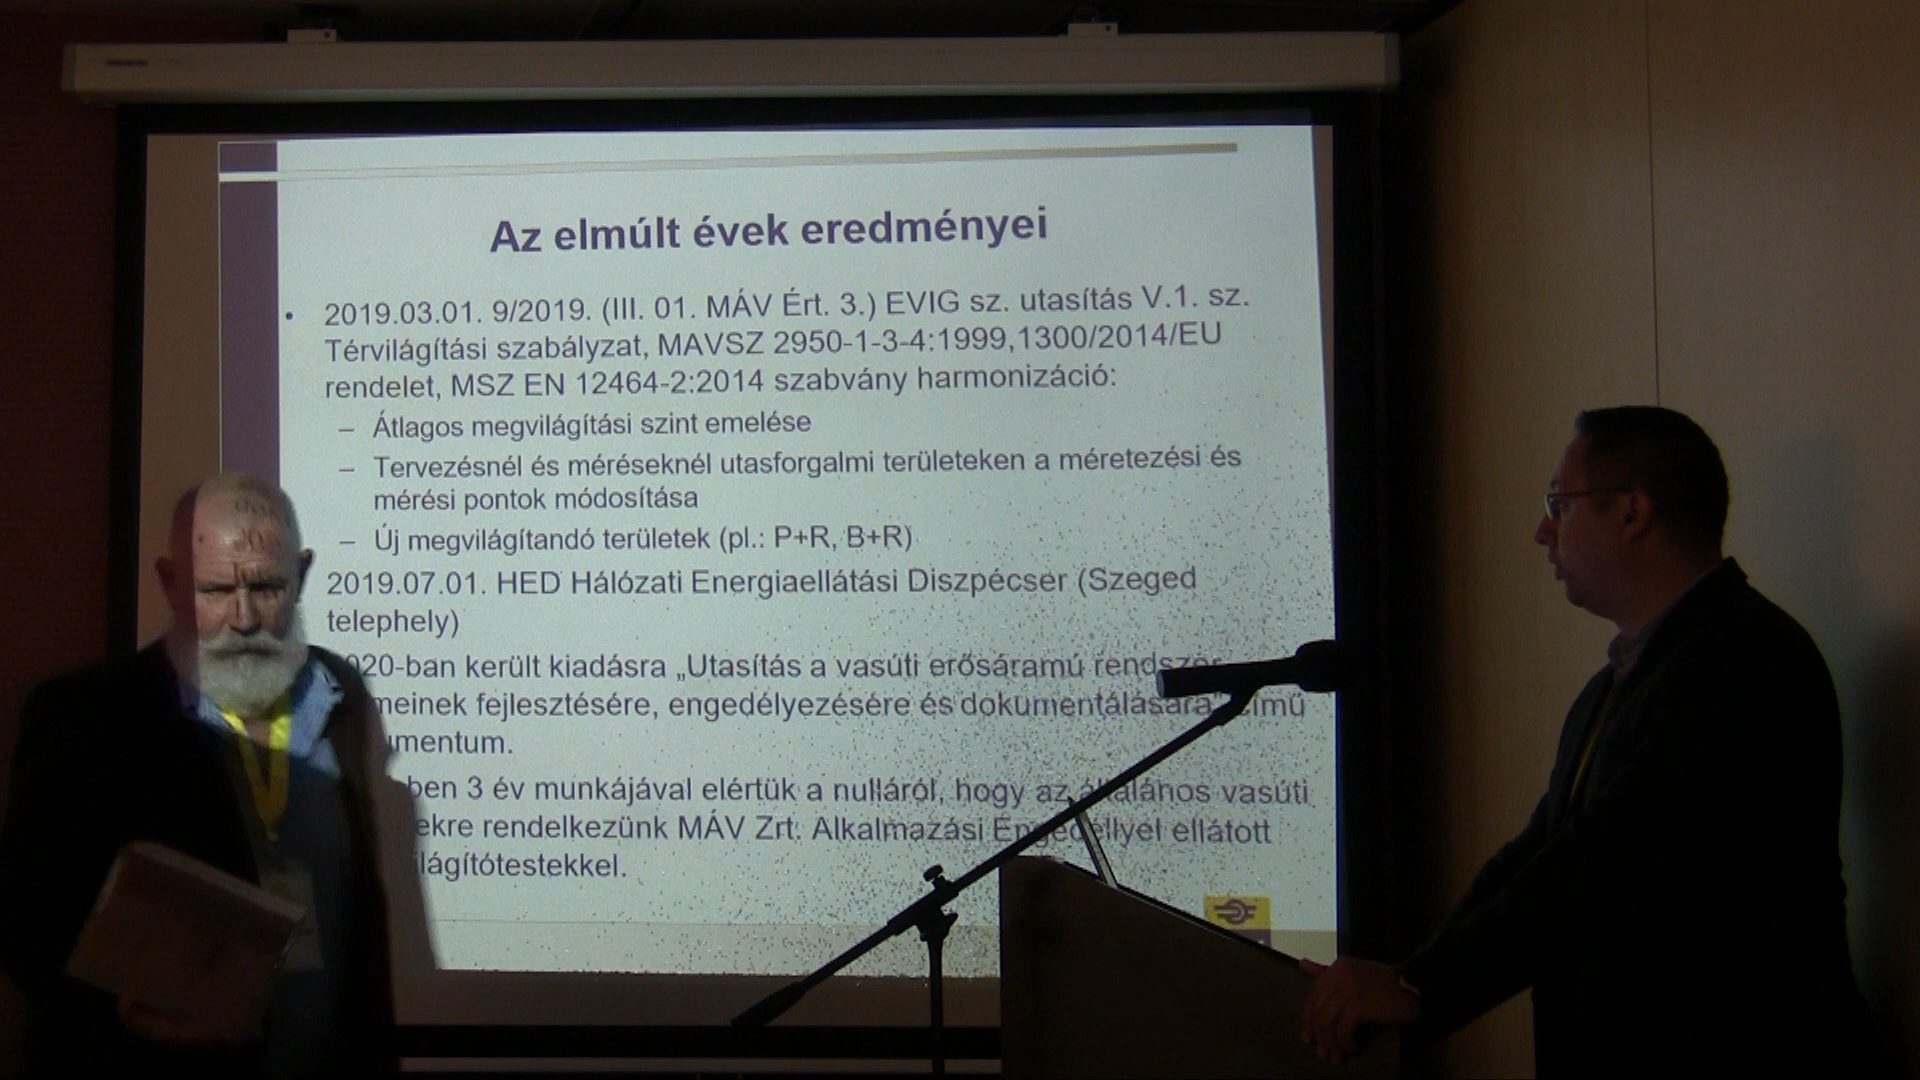 Az elmúlt évek eredményei
• 2019.03.01. 9/2019. (III. 01. MÁV Ért. 3.) EVIG sz. utasítás V.1. sz.
Térvilágítási szabályzat, MAVSZ 2950-1-3-4:1999,1300/2014/EU
rendelet, MSZ EN 12464-2:2014 szabvány harmonizáció:
– Átlagos megvilágítási szint emelése
– Tervezésnél és méréseknél utasforgalmi területeken a méretezési és
mérési pontok módosítása
– Új megvilágítandó területek (pl.: P+R, B+R)
2019.07.01. HED Hálózati Energiaellátási Diszpécser (Szeged
telephely)
020-ban került kiadásra „Utasítás a vasúti erősáramú
meinek fejlesztésére, engedélyezésére és dokumentálására”
umentum.
ben 3 év munkájával elértük a nulláról, hogy az általános vasúti
ekre rendelkezünk MÁV Zrt. Alkalmazási Engedéllyel ellátott
lágítótestekkel.